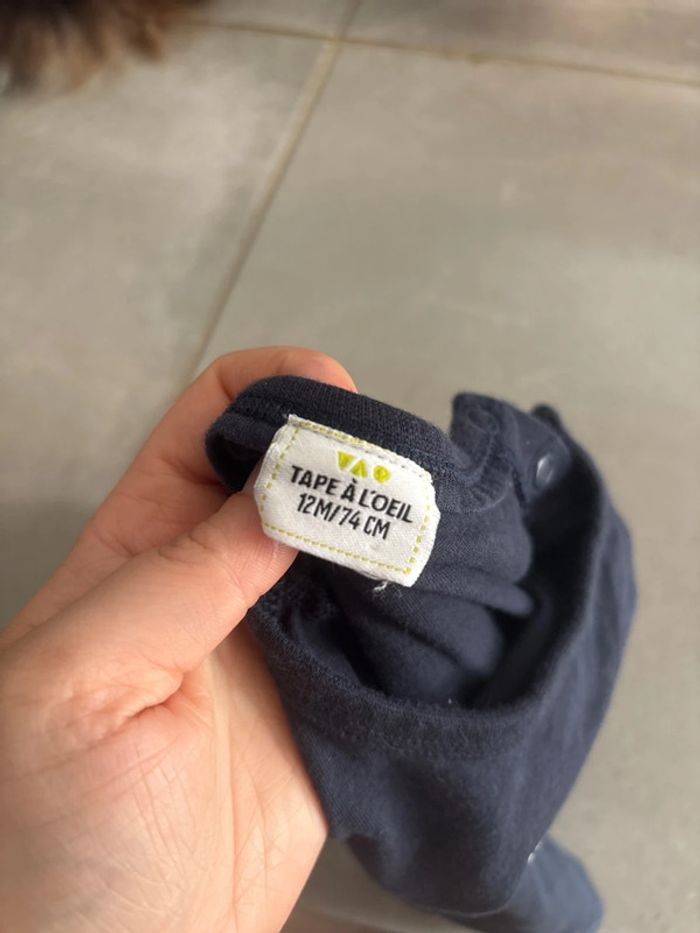 TAPE À L'OEIL
12M/74 CM